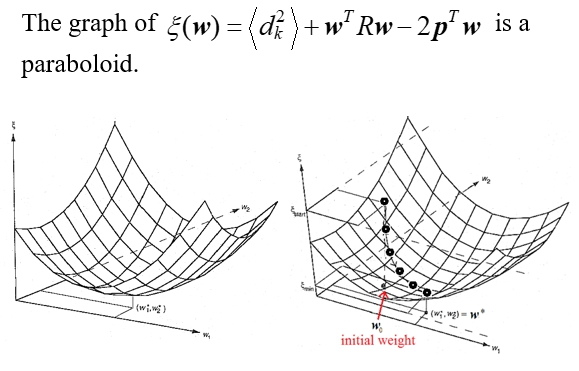 The graph of ξ(w) = ⟨d_k^2⟩ + w^T Rw − 2p^T w is a
paraboloid.
ξ
w₂
(w₁*, w₂*)
w₁
ξ
w₂
ξstart
ξmin
(w₁*, w₂*) = w*
w₀
w₁
initial weight